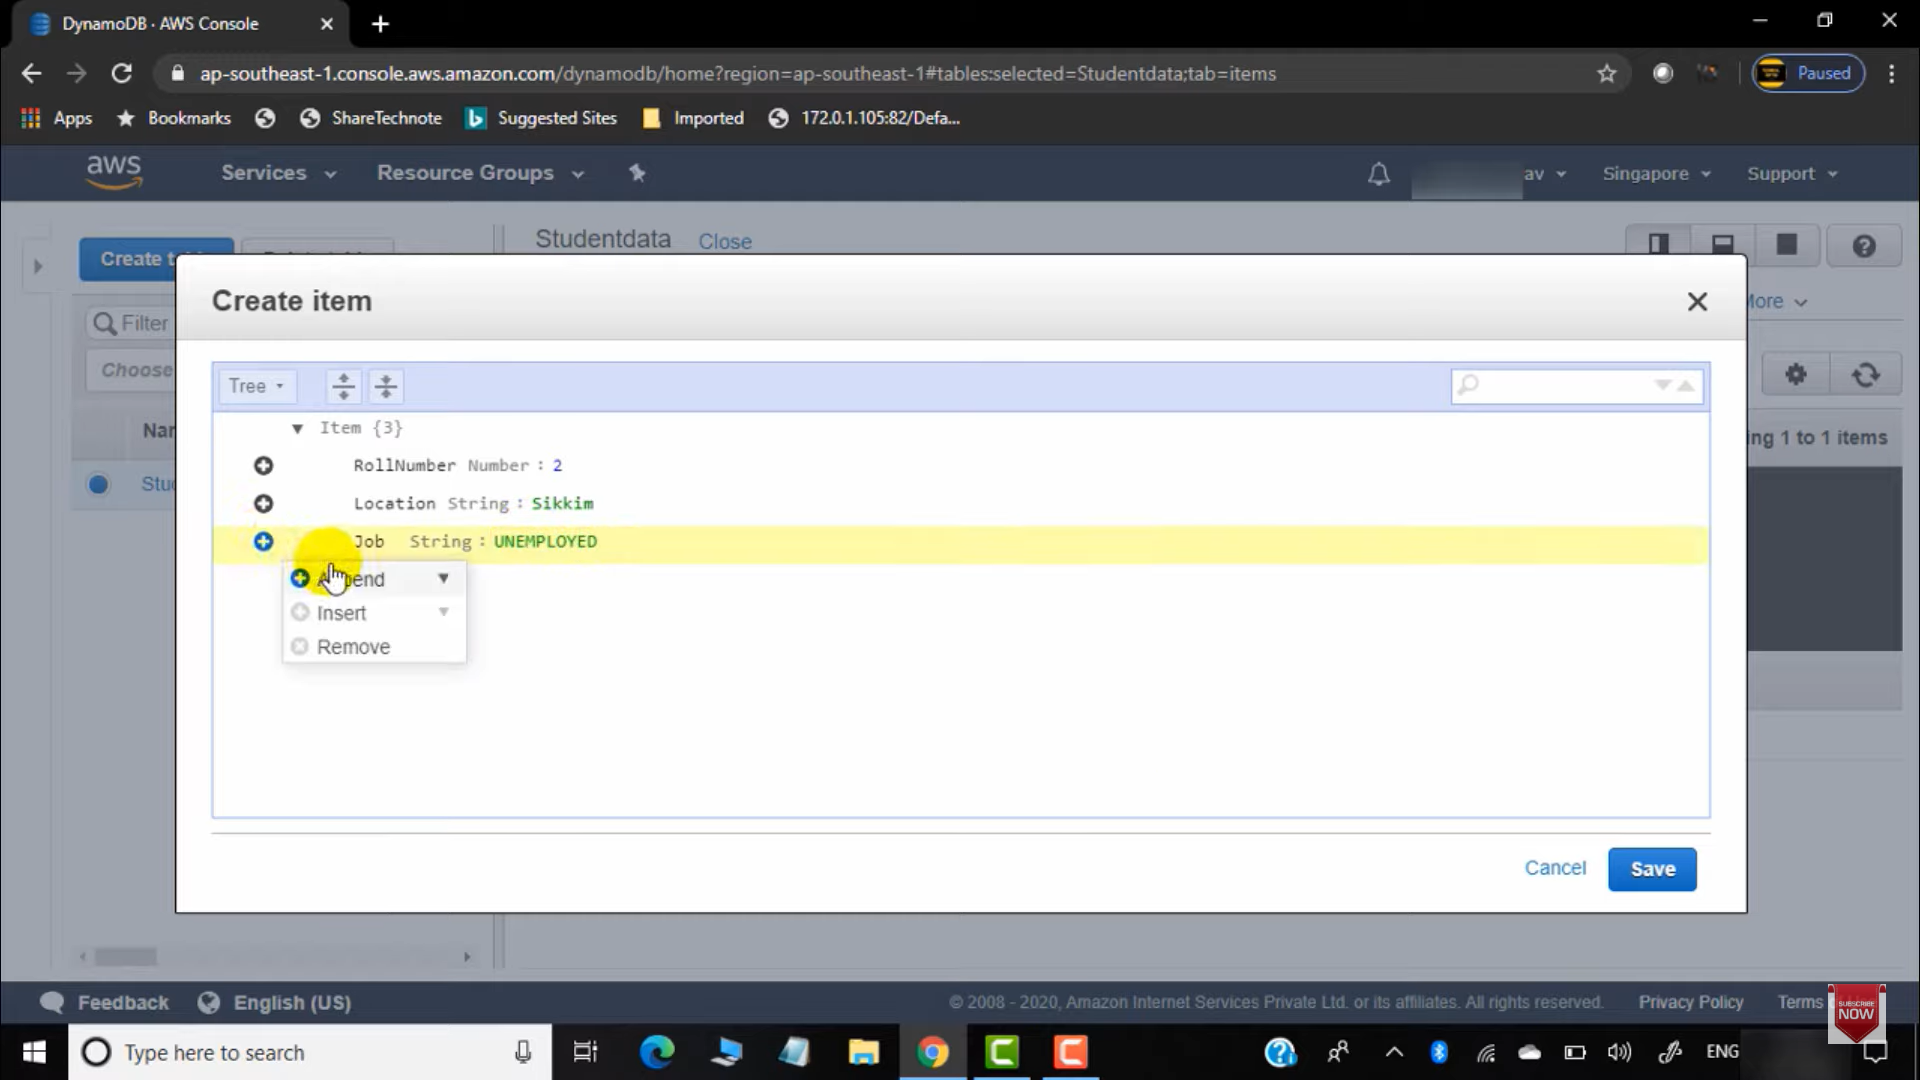 DynamoDB · AWS Console
ap-southeast-1.console.aws.amazon.com/dynamodb/home?region=ap-southeast-1#tables:selected=Studentdata;tab=items
Paused
Apps Bookmarks ShareTechnote Suggested Sites Imported 172.0.1.105:82/Defa...
aws Services Resource Groups av Singapore Support
Create Studentdata Close
Create item
More
Filter
Choose
Tree
ing 1 to 1 items
Item {3}
RollNumber Number : 2
Location String : Sikkim
Job String : UNEMPLOYED
Append
Insert
Remove
Cancel Save
Feedback English (US) © 2008 - 2020, Amazon Internet Services Private Ltd. or its affiliates. All rights reserved. Privacy Policy Terms
SUBSCRIBE
NOW
Type here to search ENG